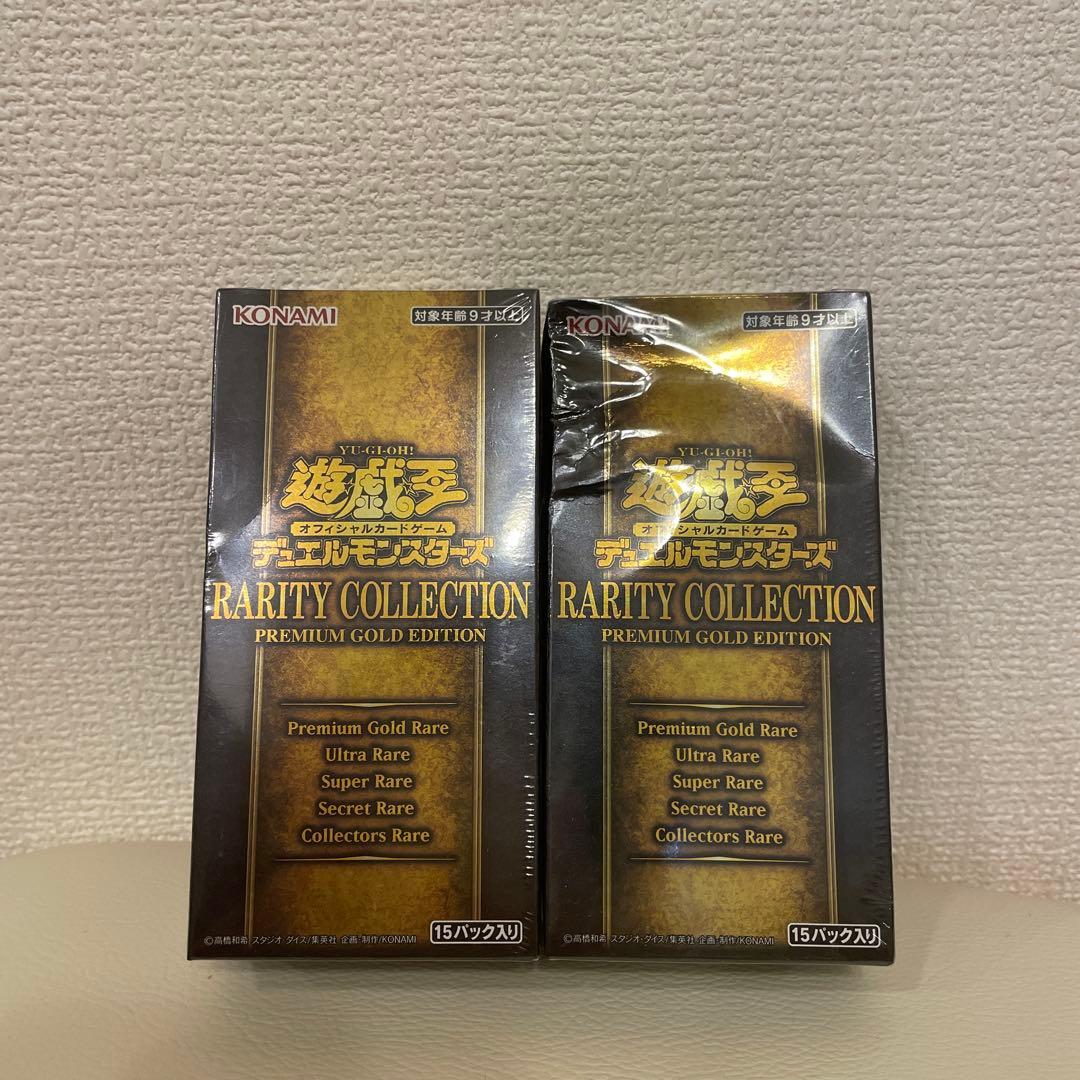 KONAMI
対象年齢9才以上
YU-GI-OH!
遊戯王
オフィシャルカードゲーム
デュエルモンスターズ
RARITY COLLECTION
PREMIUM GOLD EDITION
Premium Gold Rare
Ultra Rare
Super Rare
Secret Rare
Collectors Rare
15パック入り
©高橋和希 スタジオ・ダイス/集英社 企画・制作/KONAMI
KONAMI
対象年齢9才以上
YU-GI-OH!
遊戯王
オフィシャルカードゲーム
デュエルモンスターズ
RARITY COLLECTION
PREMIUM GOLD EDITION
Premium Gold Rare
Ultra Rare
Super Rare
Secret Rare
Collectors Rare
15パック入り
©高橋和希 スタジオ・ダイス/集英社 企画・制作/KONAMI